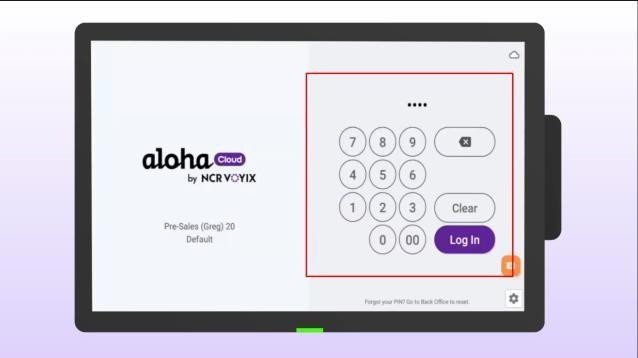 aloha Cloud
by NCR VOYIX
Pre-Sales (Greg) 20
Default
7 8 9
4 5 6
1 2 3 Clear
0 00 Log In
Forgot your PIN? Go to Back Office to reset.